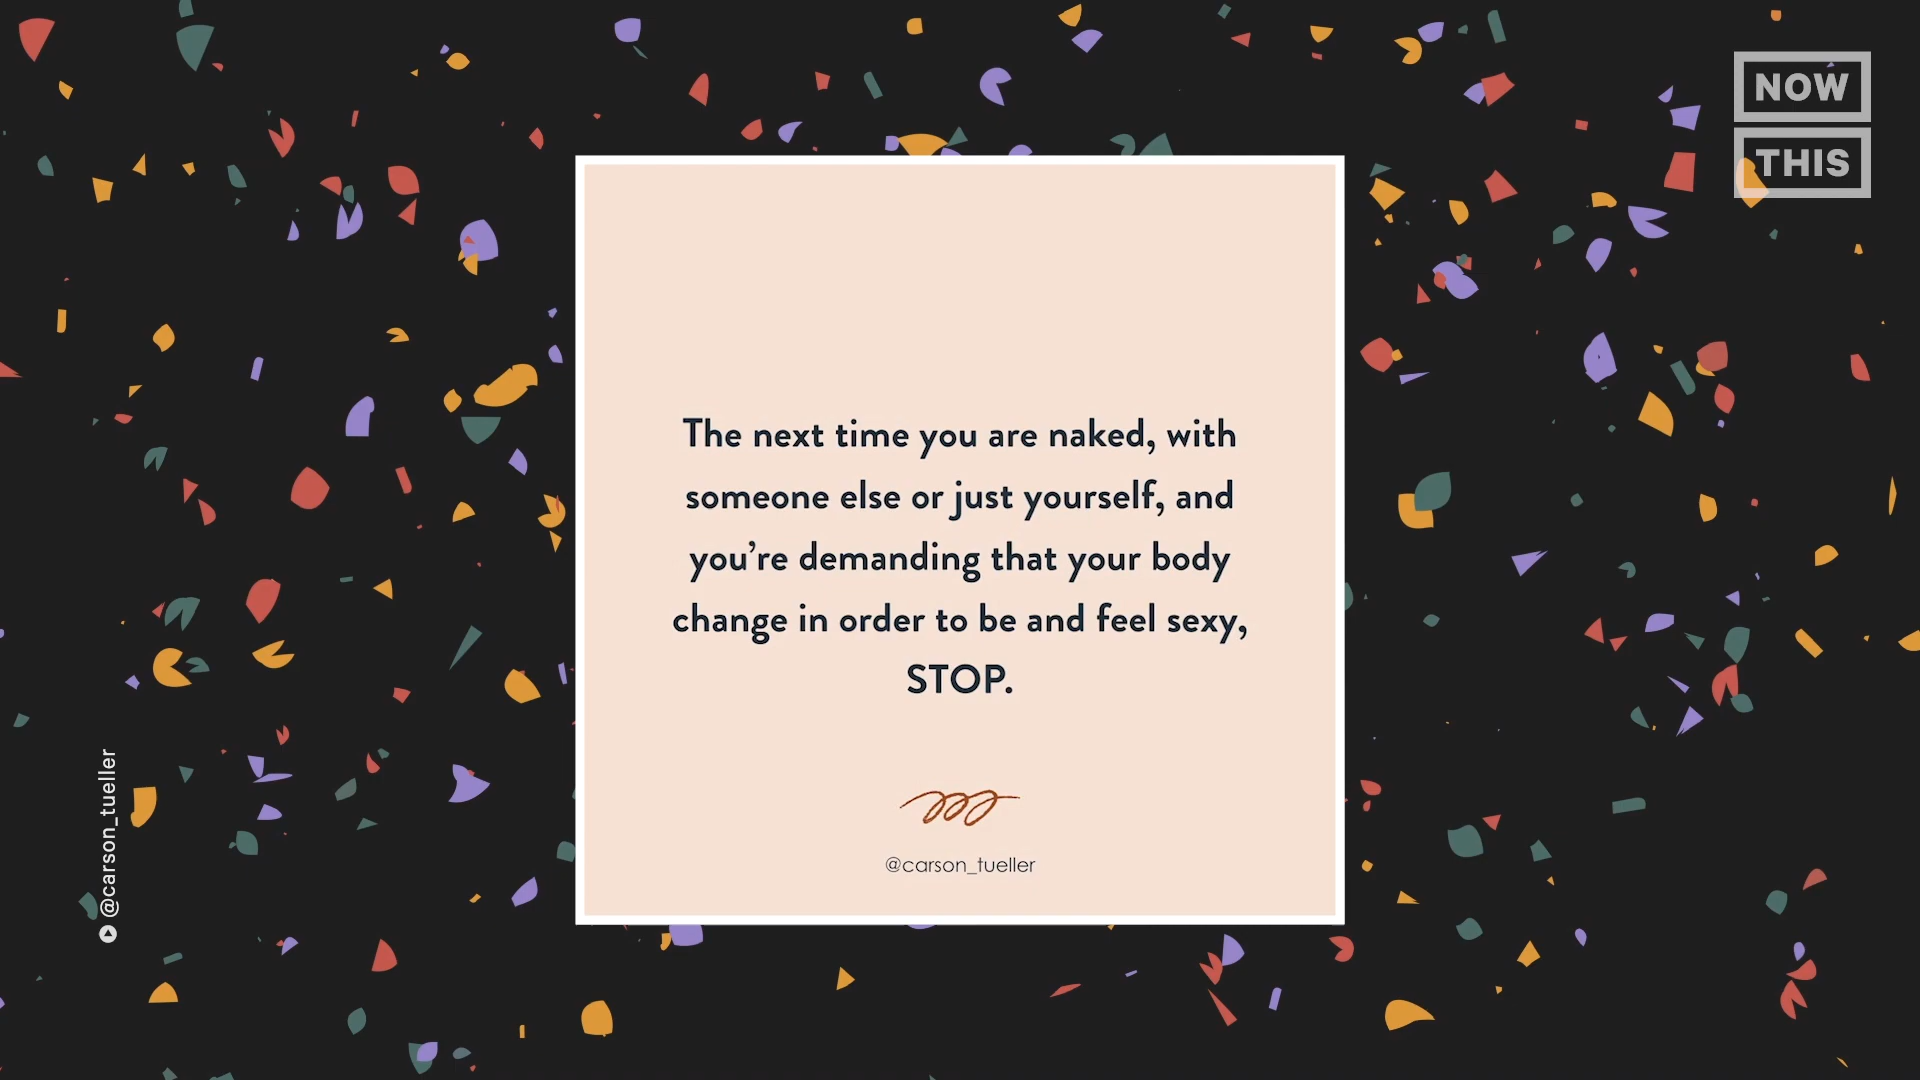 NOW
THIS
The next time you are naked, with
someone else or just yourself, and
you’re demanding that your body
change in order to be and feel sexy,
STOP.
@carson_tueller
@carson_tueller